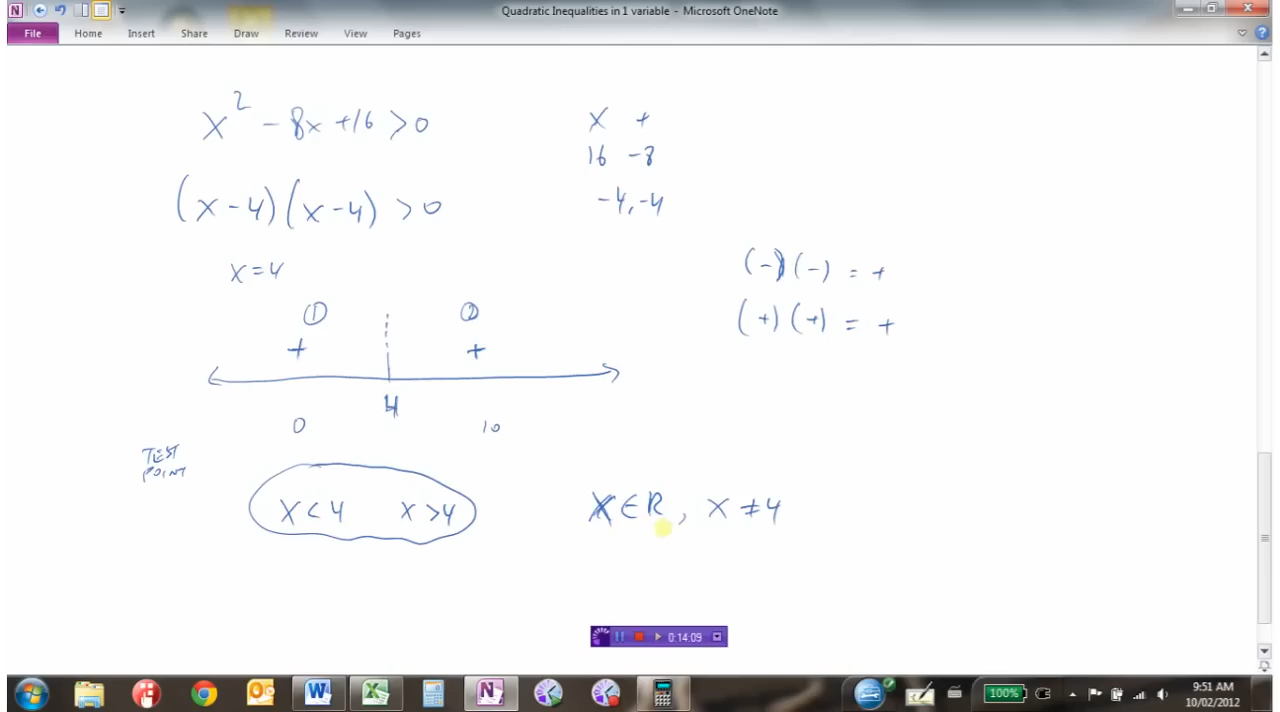 Quadratic Inequalities in 1 variable - Microsoft OneNote
File Home Insert Share Draw Review View Pages
x² - 8x + 16 > 0
x +
16 -8
(x - 4)(x - 4) > 0
-4, -4
x = 4
(-)(-) = +
(+)(+) = +
① ②
+ +
4
0 10
TEST
POINT
x < 4 x > 4
x ∈ R, x ≠ 4
0:14:09
100%
9:51 AM
10/02/2012